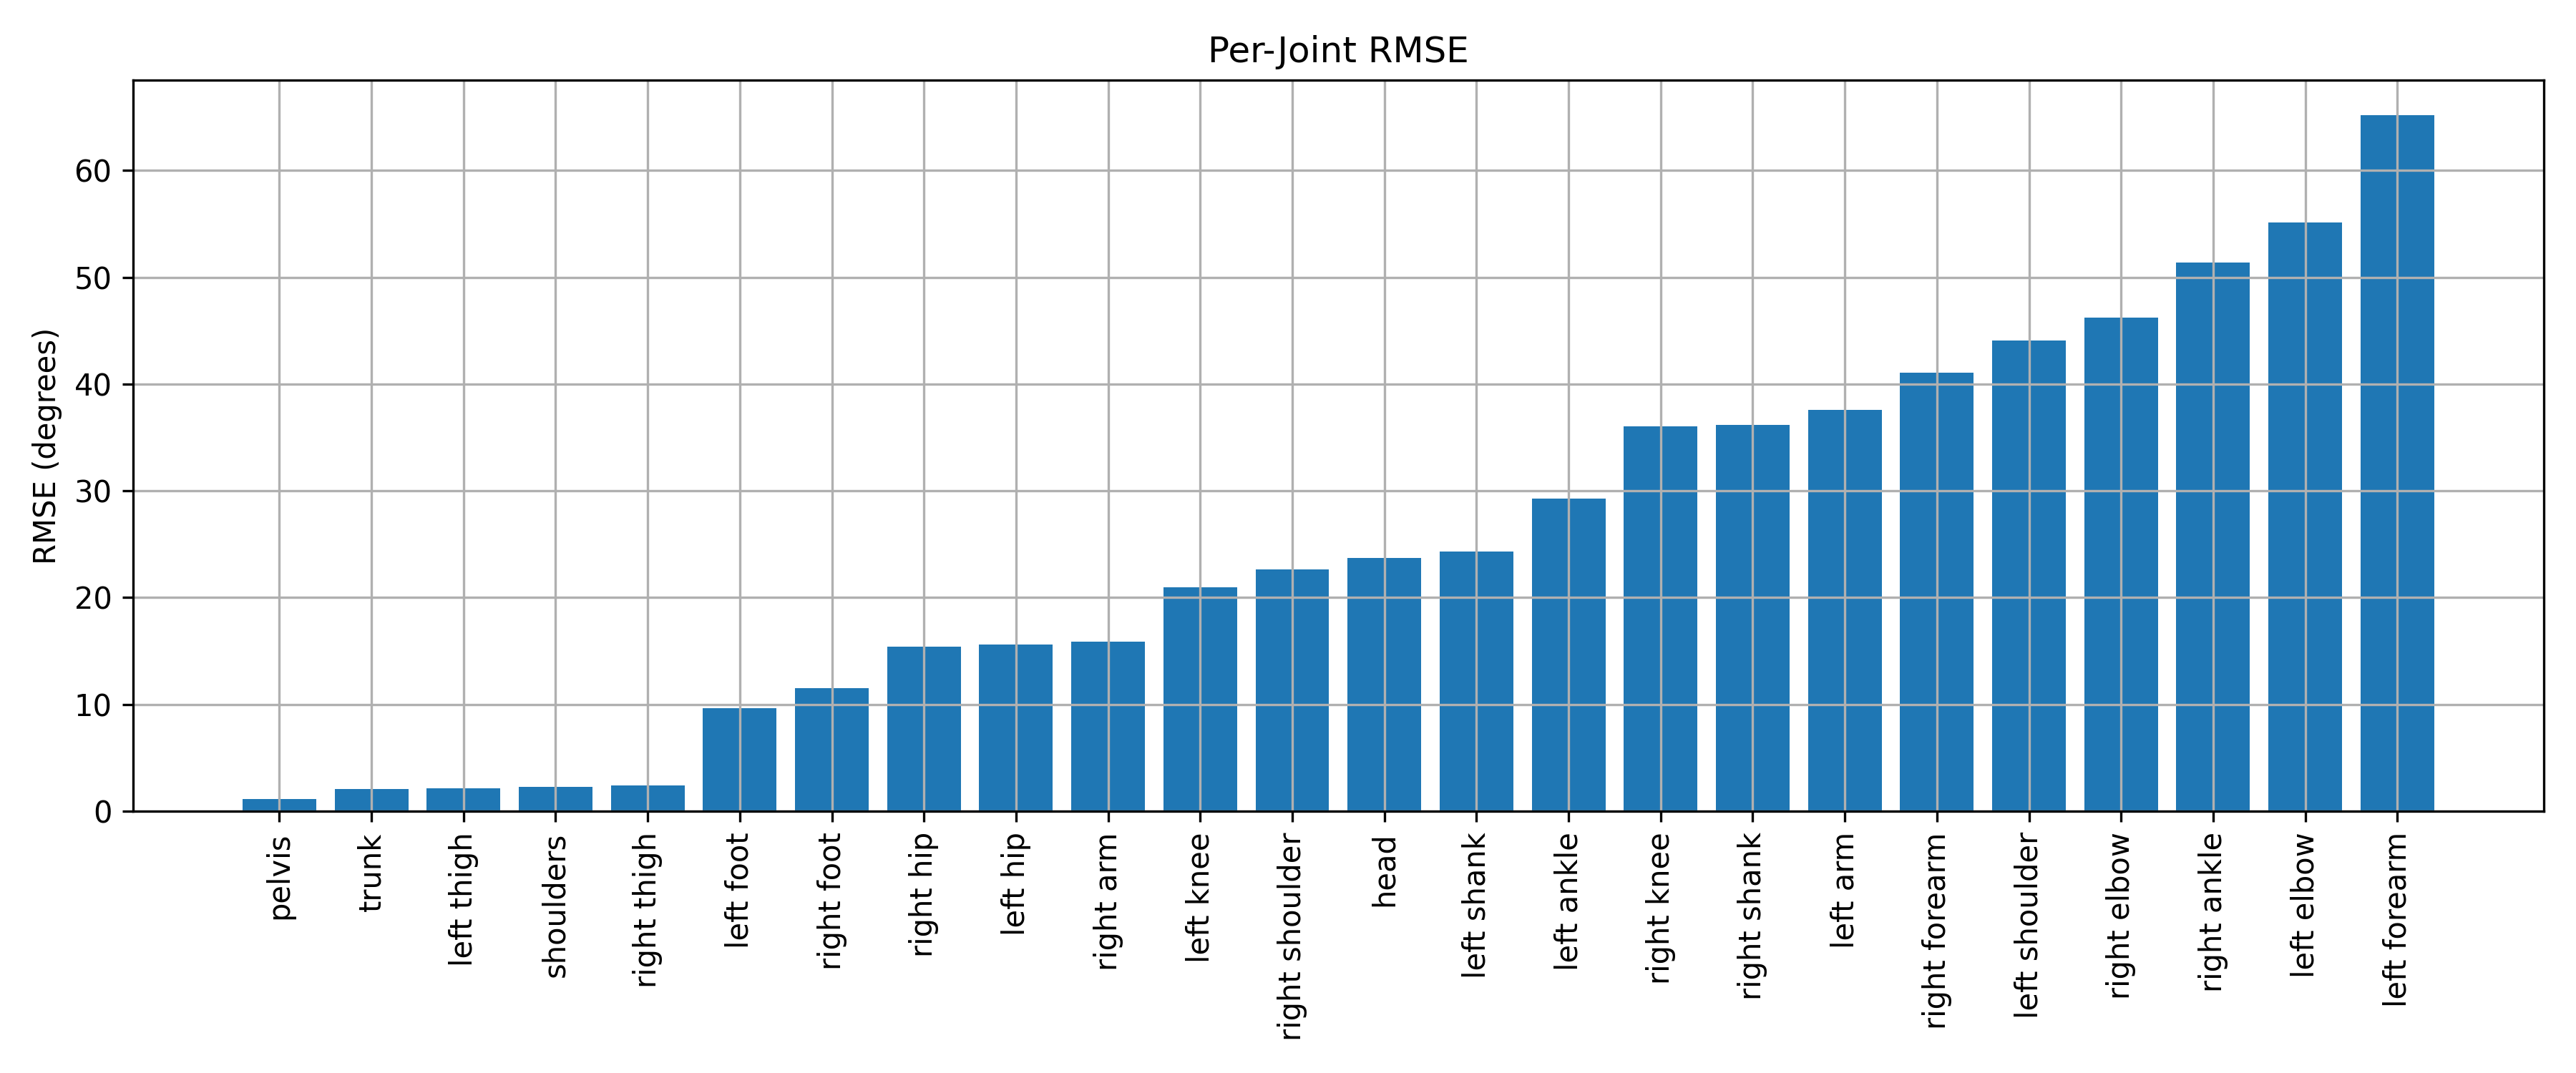 Per-Joint RMSE
RMSE (degrees)
60
50
40
30
20
10
0
pelvis
trunk
left thigh
shoulders
right thigh
left foot
right foot
right hip
left hip
right arm
left knee
right shoulder
head
left shank
left ankle
right knee
right shank
left arm
right forearm
left shoulder
right elbow
right ankle
left elbow
left forearm